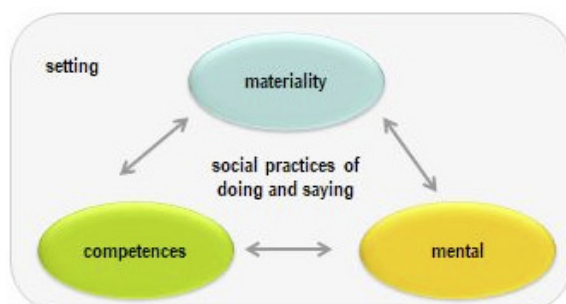 setting
materiality
social practices of
doing and saying
competences
mental